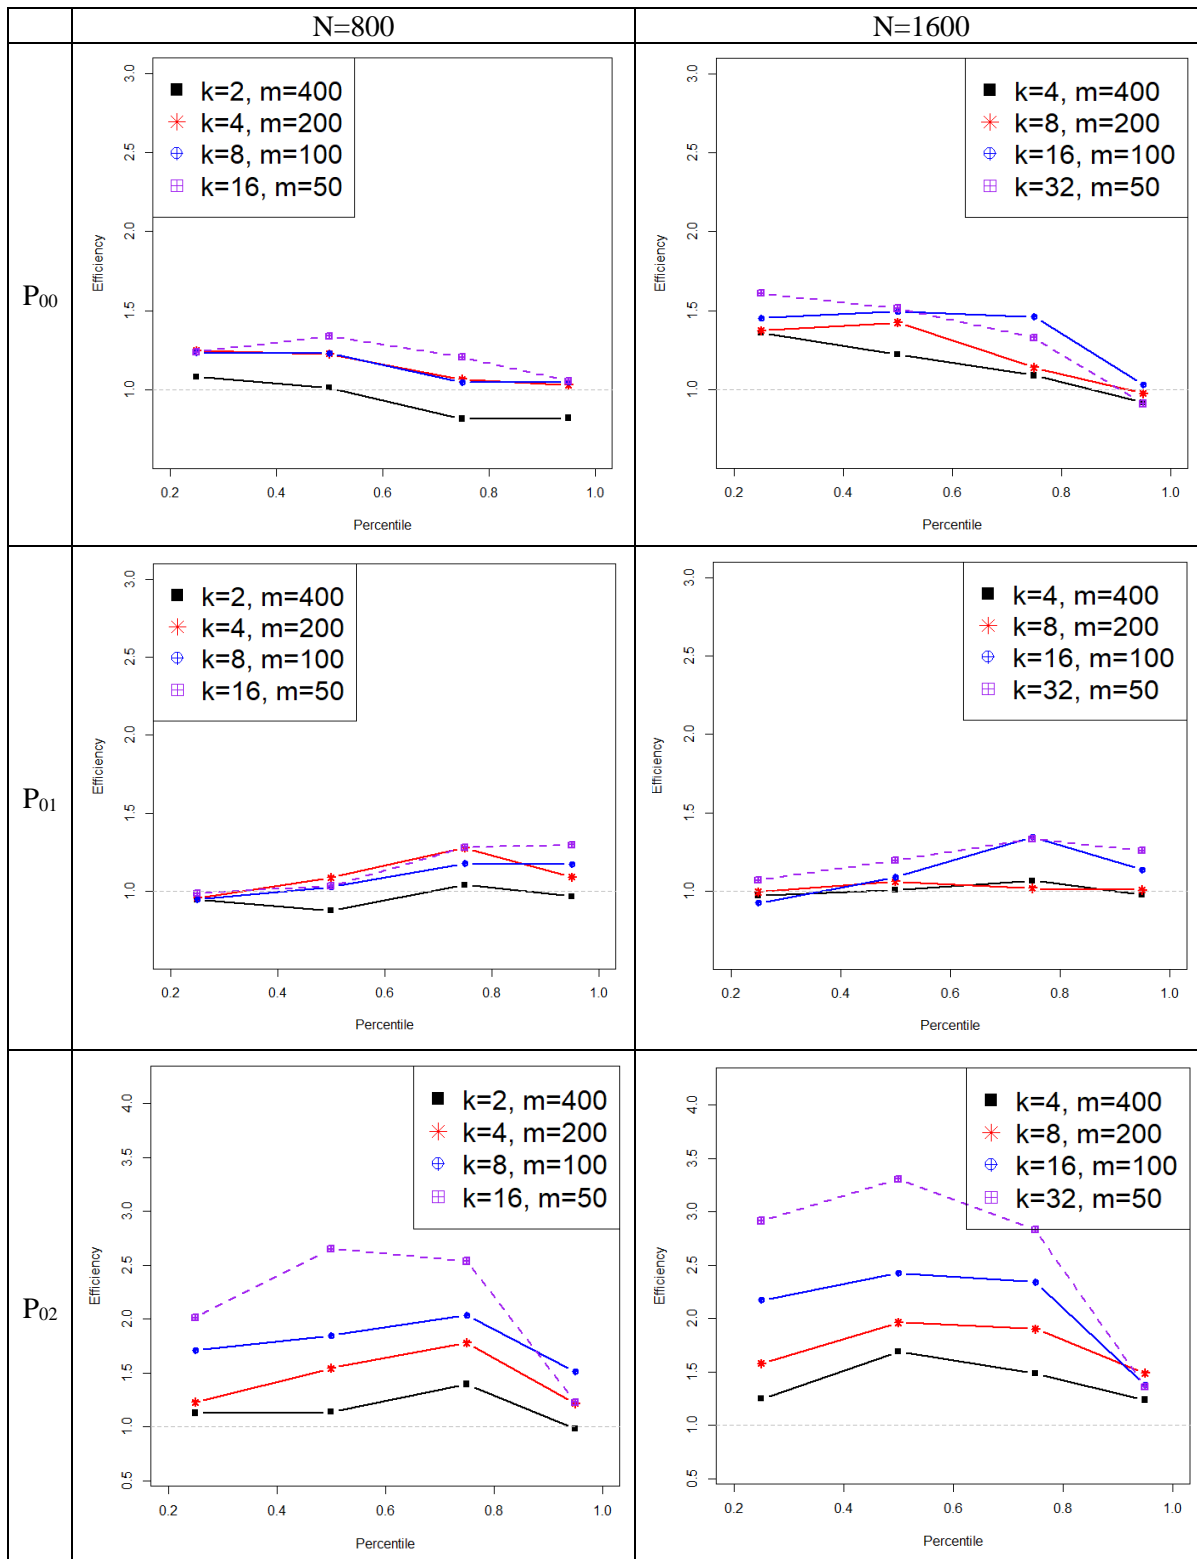 N=800
N=1600
P00
3.0
2.5
2.0
1.5
1.0
Efficiency
k=2, m=400
k=4, m=200
k=8, m=100
k=16, m=50
0.2 0.4 0.6 0.8 1.0
Percentile
3.0
2.5
2.0
1.5
1.0
Efficiency
k=4, m=400
k=8, m=200
k=16, m=100
k=32, m=50
0.2 0.4 0.6 0.8 1.0
Percentile
P01
3.0
2.5
2.0
1.5
1.0
Efficiency
k=2, m=400
k=4, m=200
k=8, m=100
k=16, m=50
0.2 0.4 0.6 0.8 1.0
Percentile
3.0
2.5
2.0
1.5
1.0
Efficiency
k=4, m=400
k=8, m=200
k=16, m=100
k=32, m=50
0.2 0.4 0.6 0.8 1.0
Percentile
P02
4.0
3.5
3.0
2.5
2.0
1.5
1.0
0.5
Efficiency
k=2, m=400
k=4, m=200
k=8, m=100
k=16, m=50
0.2 0.4 0.6 0.8 1.0
Percentile
4.0
3.5
3.0
2.5
2.0
1.5
1.0
0.5
Efficiency
k=4, m=400
k=8, m=200
k=16, m=100
k=32, m=50
0.2 0.4 0.6 0.8 1.0
Percentile